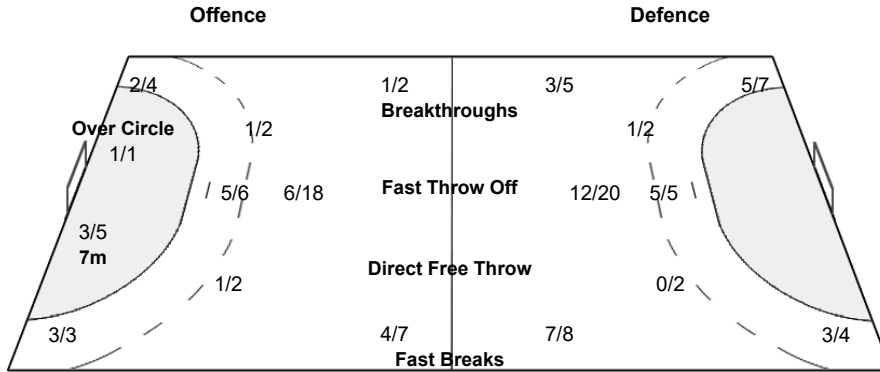 Offence Defence
2/4 1/2 3/5 5/7
Breakthroughs
Over Circle 1/2 1/2
1/1
Fast Throw Off
5/6 6/18 12/20 5/5
3/5
7m
Direct Free Throw
1/2 0/2
3/3 4/7 7/8 3/4
Fast Breaks